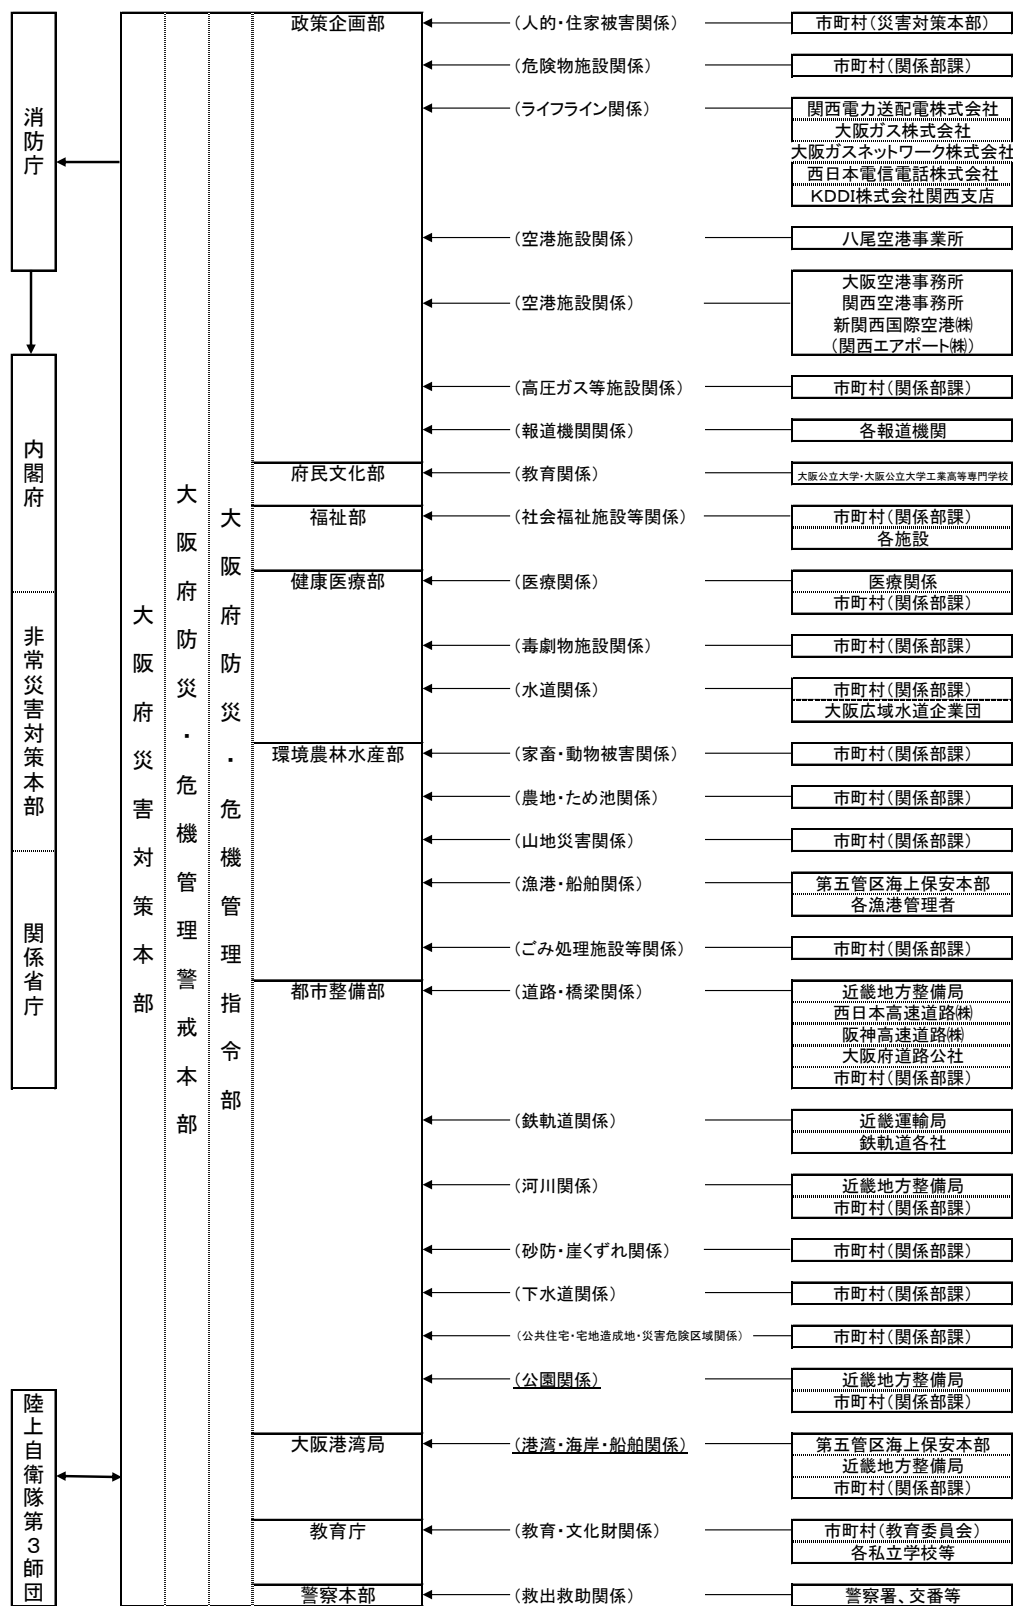 消防庁
内閣府
非常災害対策本部
関係省庁
陸上自衛隊第3師団
大阪府災害対策本部
大阪府防災・危機管理警戒本部
大阪府防災・危機管理指令部
政策企画部
(人的・住家被害関係)
市町村(災害対策本部)
(危険物施設関係)
市町村(関係部課)
(ライフライン関係)
関西電力送配電株式会社
大阪ガス株式会社
大阪ガスネットワーク株式会社
西日本電信電話株式会社
KDDI株式会社関西支店
(空港施設関係)
八尾空港事業所
(空港施設関係)
大阪空港事務所
関西空港事務所
新関西国際空港㈱
(関西エアポート㈱)
(高圧ガス等施設関係)
市町村(関係部課)
(報道機関関係)
各報道機関
府民文化部
(教育関係)
大阪公立大学・大阪公立大学工業高等専門学校
福祉部
(社会福祉施設等関係)
市町村(関係部課)
各施設
健康医療部
(医療関係)
医療関係
市町村(関係部課)
(毒劇物施設関係)
市町村(関係部課)
(水道関係)
市町村(関係部課)
大阪広域水道企業団
環境農林水産部
(家畜・動物被害関係)
市町村(関係部課)
(農地・ため池関係)
市町村(関係部課)
(山地災害関係)
市町村(関係部課)
(漁港・船舶関係)
第五管区海上保安本部
各漁港管理者
(ごみ処理施設等関係)
市町村(関係部課)
都市整備部
(道路・橋梁関係)
近畿地方整備局
西日本高速道路㈱
阪神高速道路㈱
大阪府道路公社
市町村(関係部課)
(鉄軌道関係)
近畿運輸局
鉄軌道各社
(河川関係)
近畿地方整備局
市町村(関係部課)
(砂防・崖くずれ関係)
市町村(関係部課)
(下水道関係)
市町村(関係部課)
(公共住宅・宅地造成地・災害危険区域関係)
市町村(関係部課)
(公園関係)
近畿地方整備局
市町村(関係部課)
大阪港湾局
(港湾・海岸・船舶関係)
第五管区海上保安本部
近畿地方整備局
市町村(関係部課)
教育庁
(教育・文化財関係)
市町村(教育委員会)
各私立学校等
警察本部
(救出救助関係)
警察署、交番等